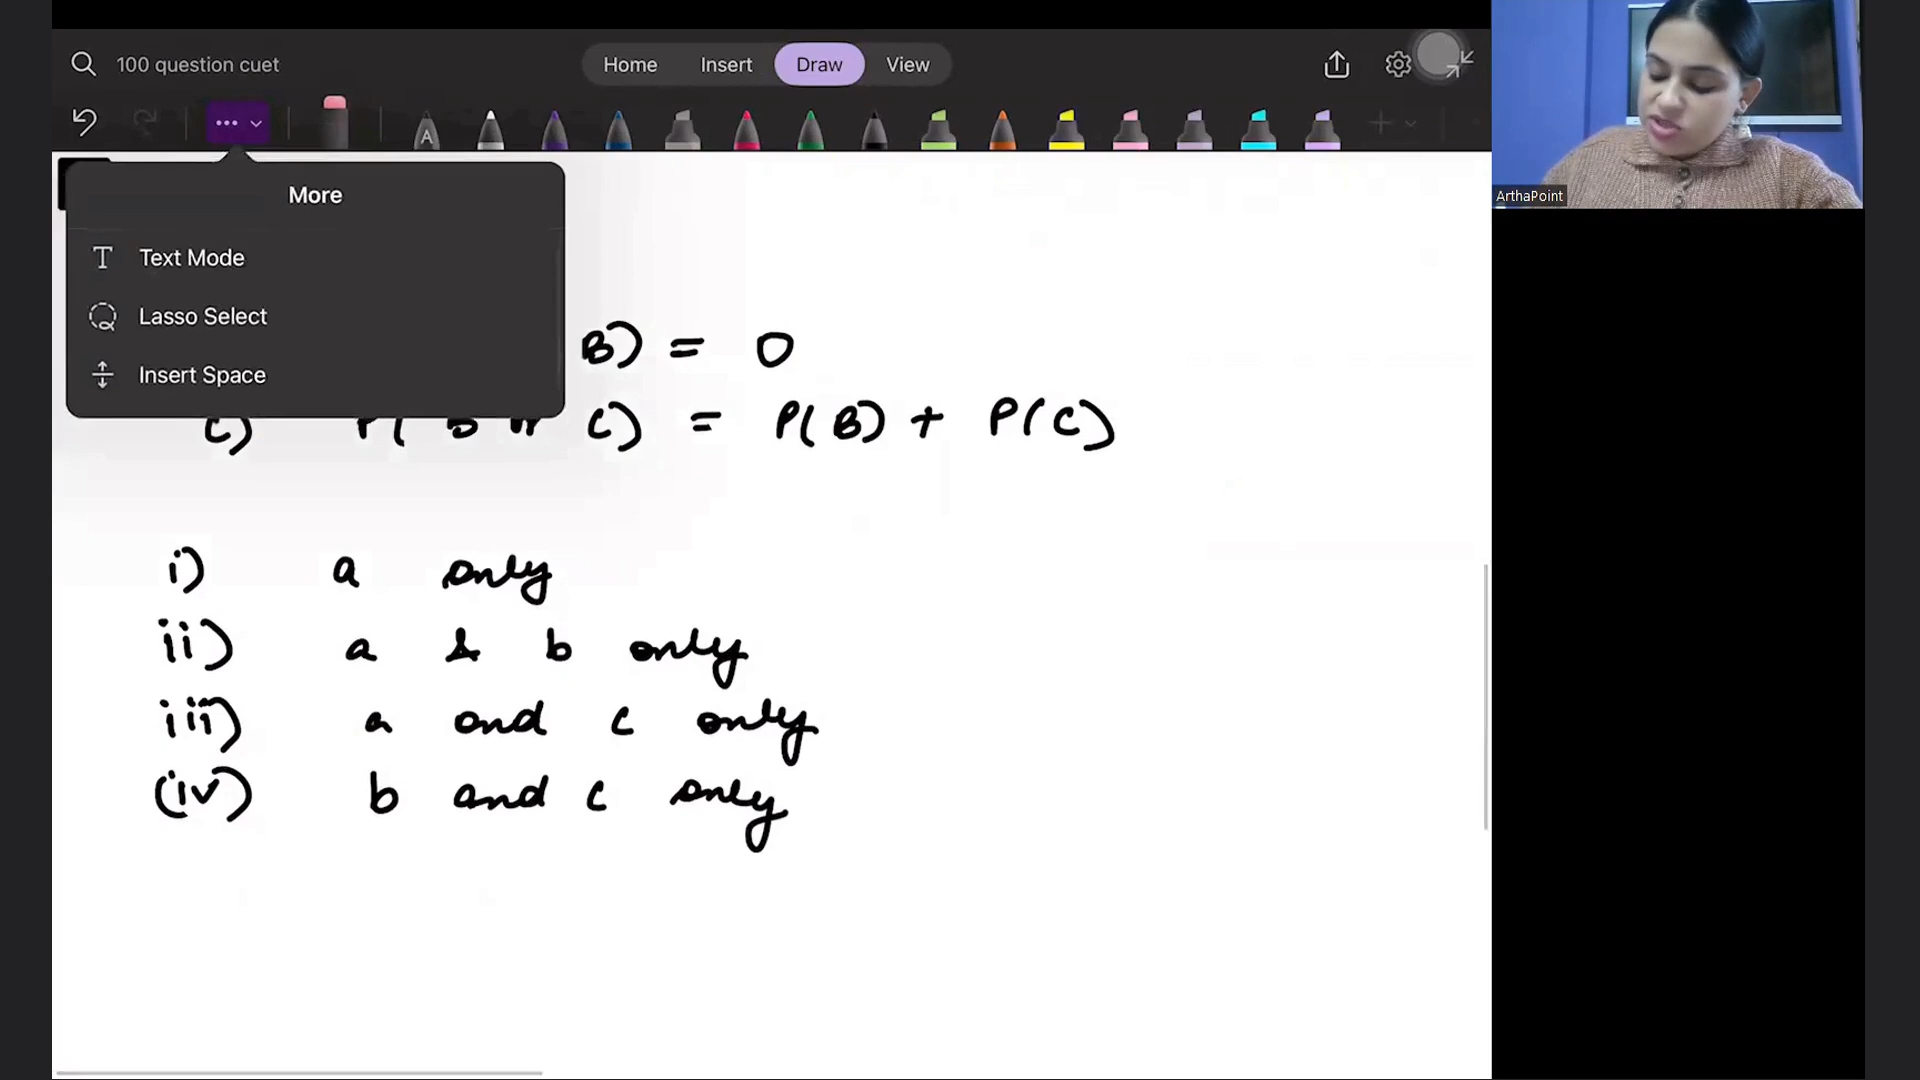 100 question cuet
Home Insert Draw View
A
More
Text Mode
Lasso Select
Insert Space
B) = 0
c) P( B n C) = P(B) + P(C)
i) a only
ii) a & b only
iii) a and c only
(iv) b and c only
ArthaPoint